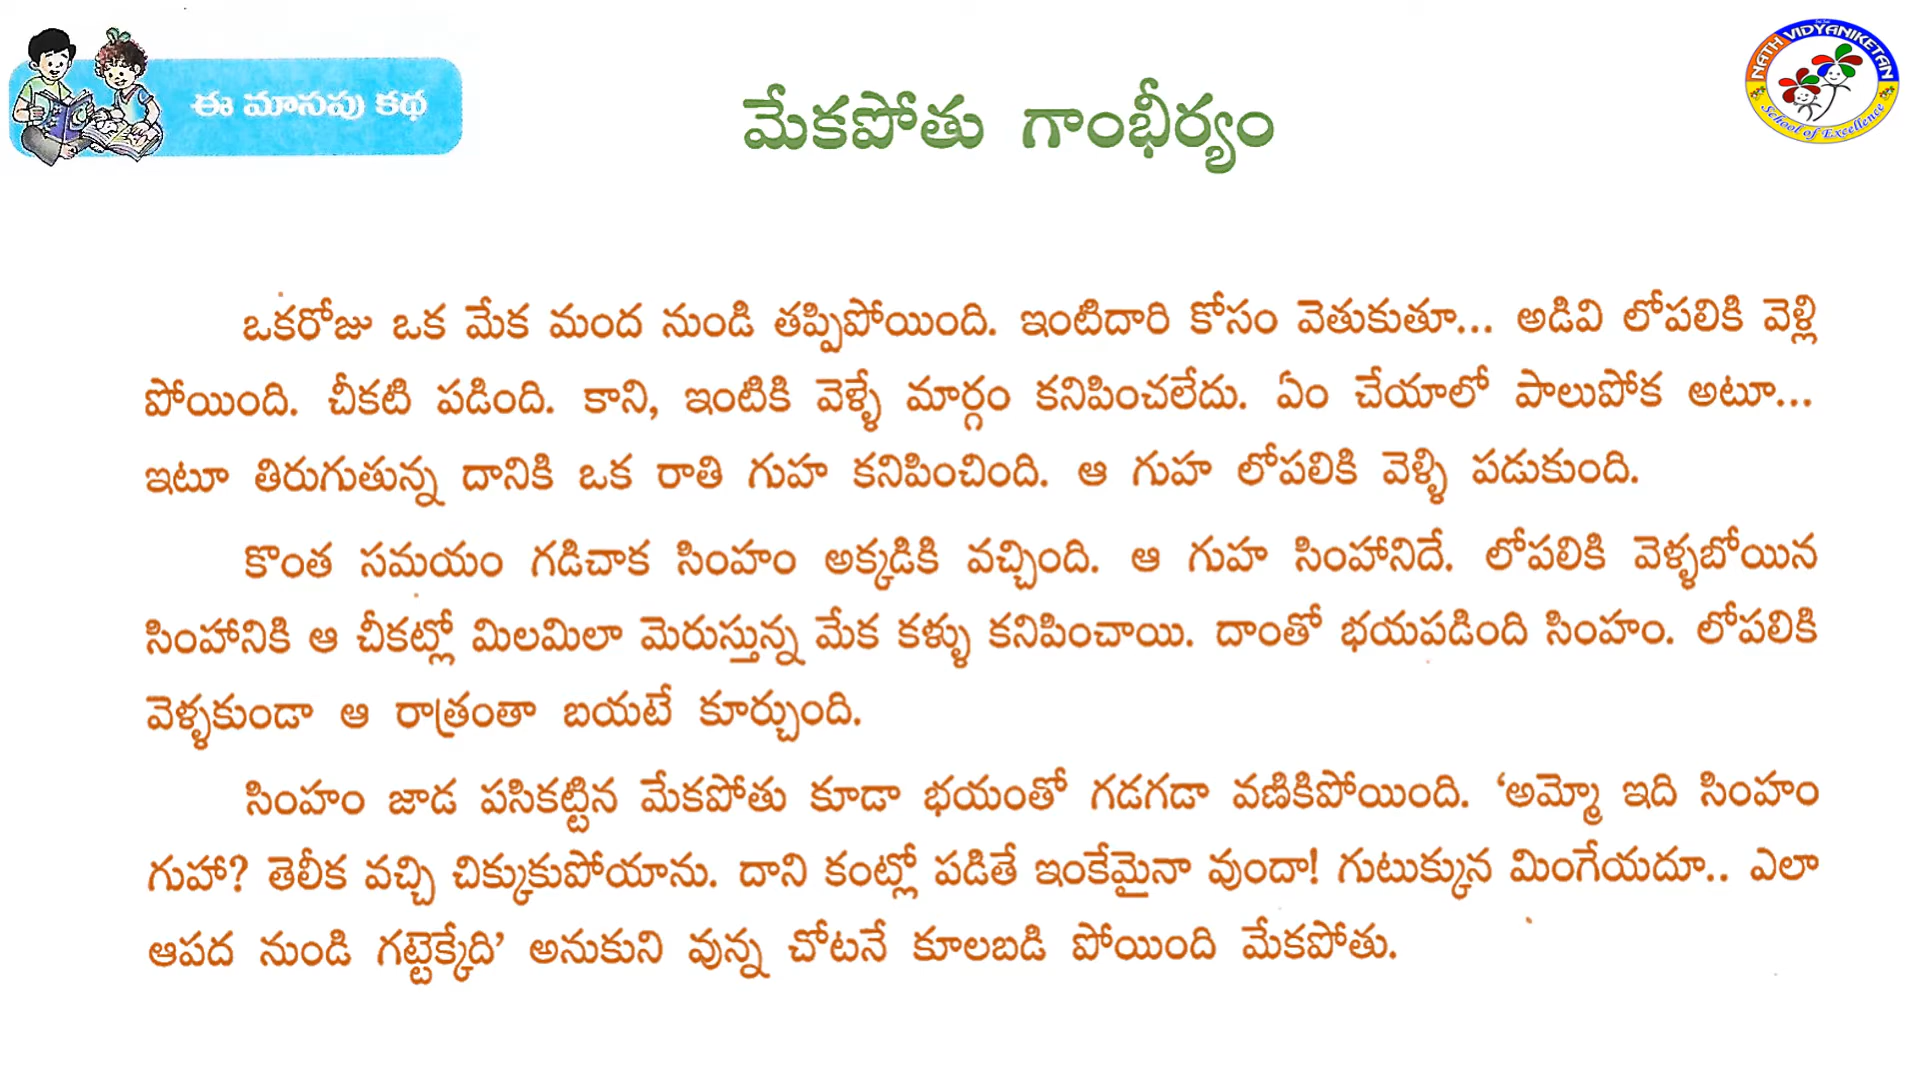 ఈ మాసపు కథ
మేకపోతు గాంభీర్యం
NATH VIDYANIKETAN
School of Excellence
ఒకరోజు ఒక మేక మంద నుండి తప్పిపోయింది. ఇంటిదారి కోసం వెతుకుతూ... అడివి లోపలికి వెళ్లి
పోయింది. చీకటి పడింది. కాని, ఇంటికి వెళ్ళే మార్గం కనిపించలేదు. ఏం చేయాలో పాలుపోక అటూ...
ఇటూ తిరుగుతున్న దానికి ఒక రాతి గుహ కనిపించింది. ఆ గుహ లోపలికి వెళ్ళి పడుకుంది.
కొంత సమయం గడిచాక సింహం అక్కడికి వచ్చింది. ఆ గుహ సింహానిదే. లోపలికి వెళ్ళబోయిన
సింహానికి ఆ చీకట్లో మిలమిలా మెరుస్తున్న మేక కళ్ళు కనిపించాయి. దాంతో భయపడింది సింహం. లోపలికి
వెళ్ళకుండా ఆ రాత్రంతా బయటే కూర్చుంది.
సింహం జాడ పసికట్టిన మేకపోతు కూడా భయంతో గడగడా వణికిపోయింది. ‘అమ్మో ఇది సింహం
గుహా? తెలీక వచ్చి చిక్కుకుపోయాను. దాని కంట్లో పడితే ఇంకేమైనా వుందా! గుటుక్కున మింగేయదూ.. ఎలా
ఆపద నుండి గట్టెక్కేది’ అనుకుని వున్న చోటనే కూలబడి పోయింది మేకపోతు.